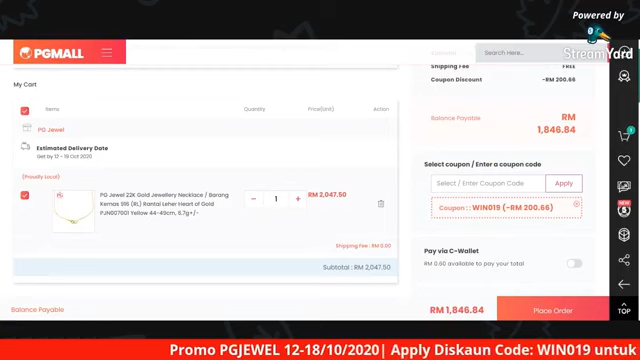 Powered by
StreamYard
PGMALL
Search Here...
Shipping Fee
FREE
Coupon Discount
-RM 200.66
My Cart
Items
Quantity
Price(Unit)
Action
PG Jewel
Balance Payable
RM
1,846.84
Estimated Delivery Date
Get by 12 - 19 Oct 2020
(Proudly Local)
Select coupon / Enter a coupon code
Select / Enter Coupon Code
Apply
PG Jewel 22K Gold Jewellery Necklace / Barang
Kemas 916 (RL) Rantai Leher Heart of Gold
PJN007001 Yellow 44-49cm, 6.7g+/-
1
RM 2,047.50
Coupon : : WIN019 (-RM 200.66)
Shipping Fee : RM 0.00
Subtotal : RM 2,047.50
Pay via C-Wallet
RM 0.60 available to pay your total
NEW
TOP
Balance Payable
RM 1,846.84
Place Order
Promo PGJEWEL 12-18/10/2020| Apply Diskaun Code: WIN019 untuk